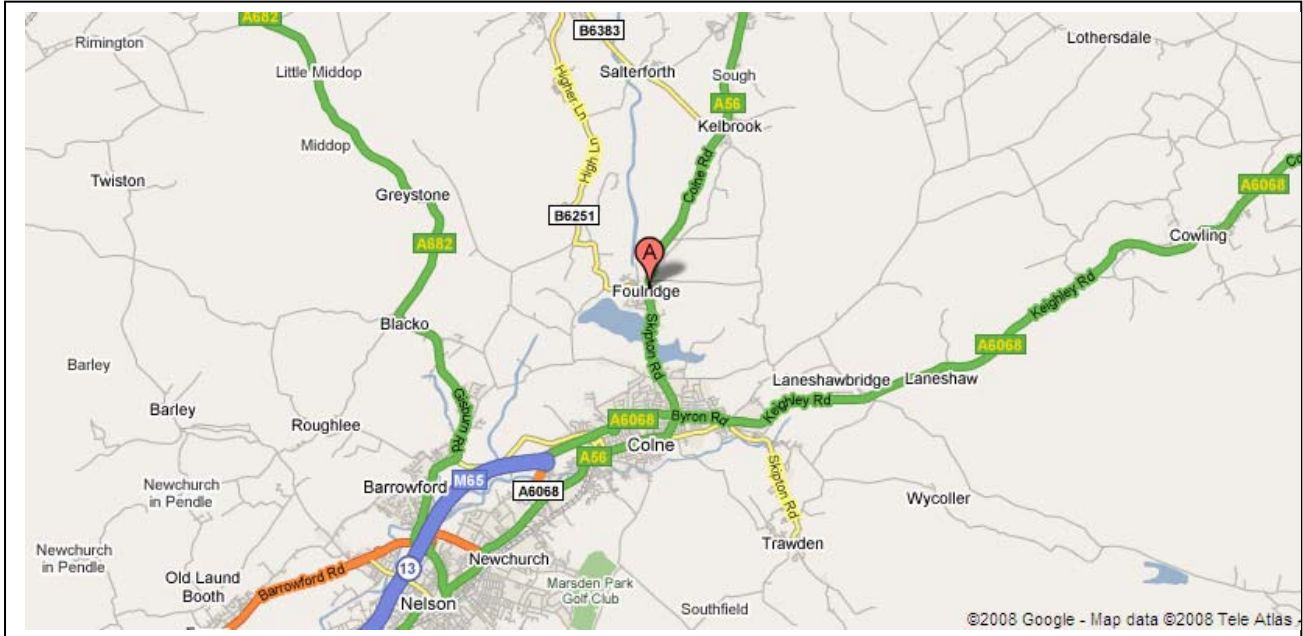 A682
B6383
Rimington
Lothersdale
Little Middop
Salterforth
Sough
Higher Ln
A56
Kelbrook
Middop
High Ln
Colne Rd
Twiston
Greystone
A6068
B6251
Cowling
A682
A
Foulridge
Keighley Rd
Blacko
Skipton Rd
A6068
Barley
Laneshawbridge
Laneshaw
Barley
Gisburn Rd
Keighley Rd
Roughlee
A6068
Byron Rd
Colne
A56
M65
Skipton Rd
Newchurch
in Pendle
Barrowford
A6068
Wycoller
Trawden
Newchurch
in Pendle
Newchurch
Old Laund
Booth
Barrowford Rd
13
Marsden Park
Golf Club
Nelson
Southfield
©2008 Google - Map data ©2008 Tele Atlas